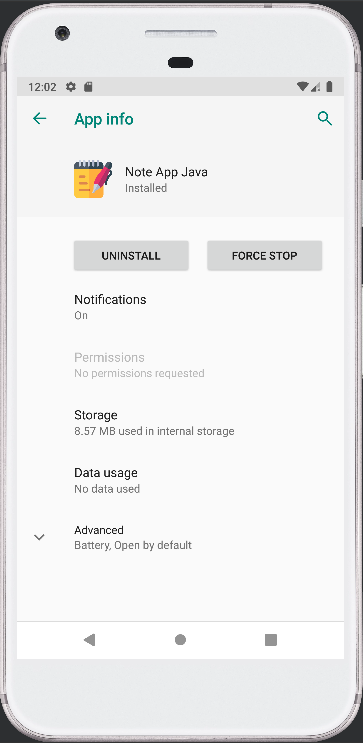 12:02
App info
Note App Java
Installed
UNINSTALL
FORCE STOP
Notifications
On
Permissions
No permissions requested
Storage
8.57 MB used in internal storage
Data usage
No data used
Advanced
Battery, Open by default